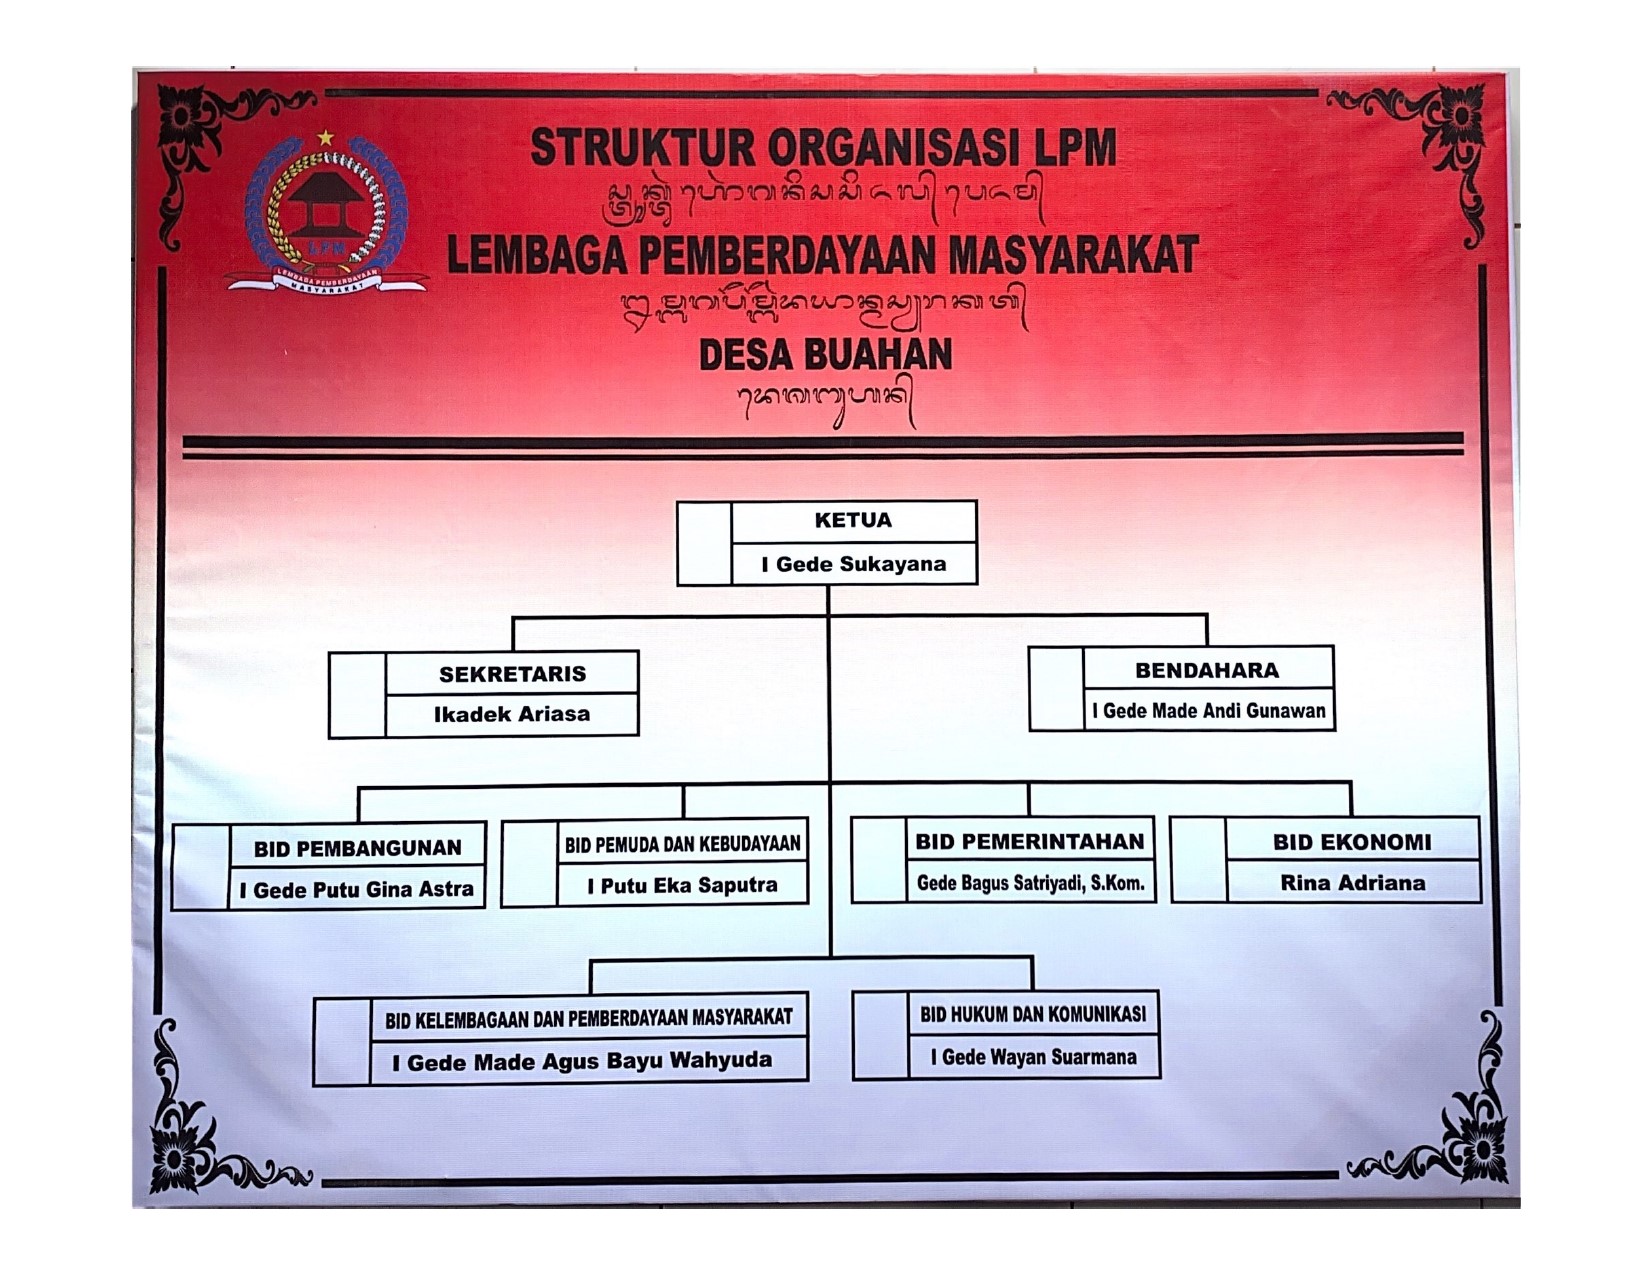 STRUKTUR ORGANISASI LPM
LEMBAGA PEMBERDAYAAN MASYARAKAT
DESA BUAHAN
LPM
LEMBAGA PEMBERDAYAAN
MASYARAKAT
KETUA
I Gede Sukayana
SEKRETARIS
Ikadek Ariasa
BENDAHARA
I Gede Made Andi Gunawan
BID PEMBANGUNAN
I Gede Putu Gina Astra
BID PEMUDA DAN KEBUDAYAAN
I Putu Eka Saputra
BID PEMERINTAHAN
Gede Bagus Satriyadi, S.Kom.
BID EKONOMI
Rina Adriana
BID KELEMBAGAAN DAN PEMBERDAYAAN MASYARAKAT
I Gede Made Agus Bayu Wahyuda
BID HUKUM DAN KOMUNIKASI
I Gede Wayan Suarmana